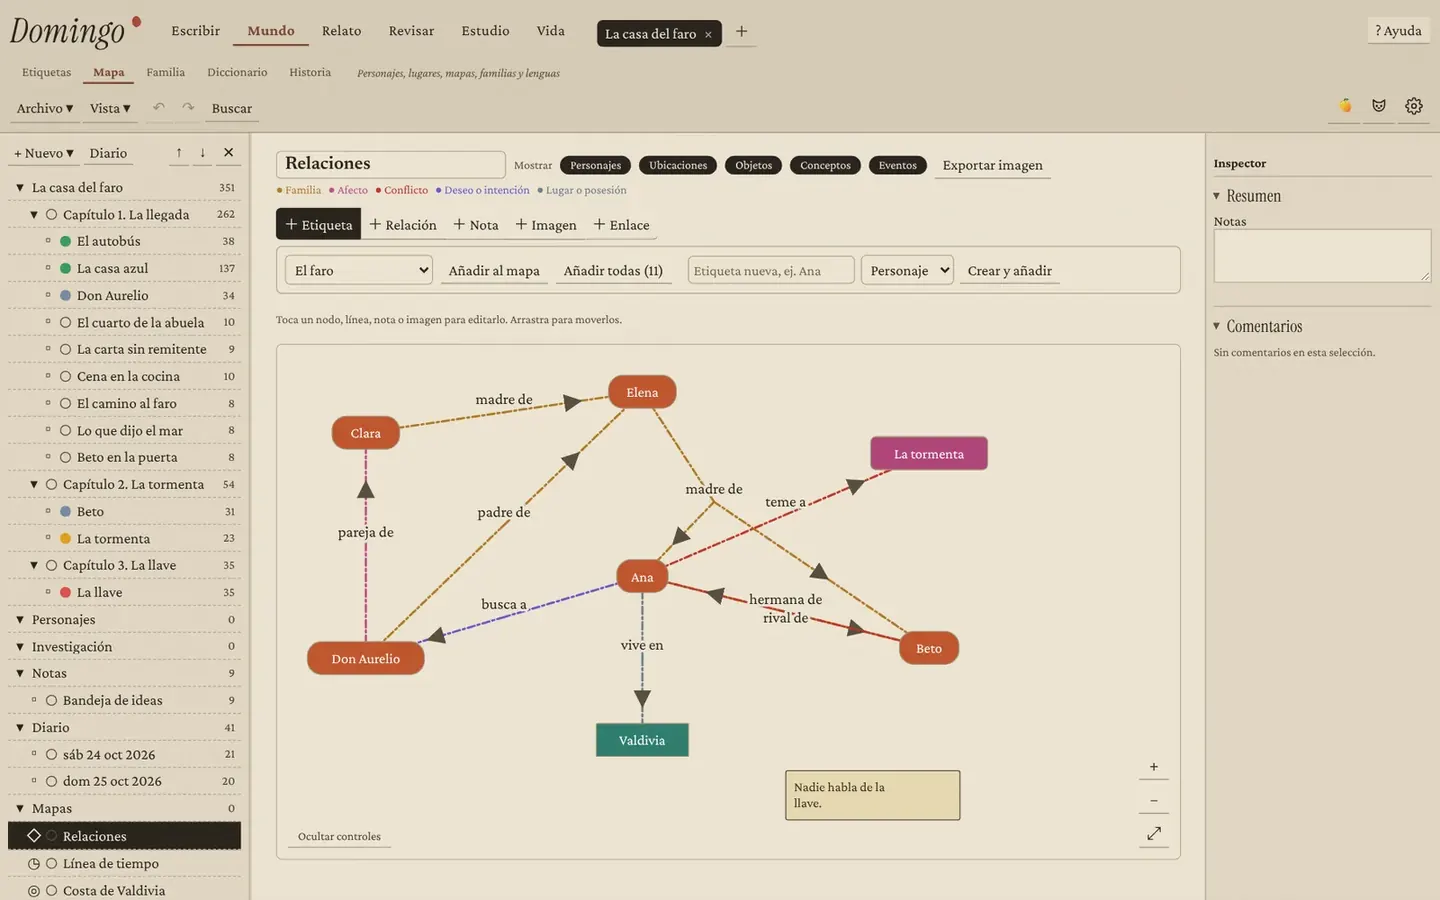 Domingo
Escribir Mundo Relato Revisar Estudio Vida
La casa del faro × +
? Ayuda
Etiquetas Mapa Familia Diccionario Historia
Personajes, lugares, mapas, familias y lenguas
Archivo ▾ Vista ▾ ↶ ↷ Buscar
+ Nuevo ▾ Diario ↑ ↓ ✕
La casa del faro 351
Capítulo 1. La llegada 262
El autobús 38
La casa azul 137
Don Aurelio 34
El cuarto de la abuela 10
La carta sin remitente 9
Cena en la cocina 10
El camino al faro 8
Lo que dijo el mar 8
Beto en la puerta 8
Capítulo 2. La tormenta 54
Beto 31
La tormenta 23
Capítulo 3. La llave 35
La llave 35
Personajes 0
Investigación 0
Notas 9
Bandeja de ideas 9
Diario 41
sáb 24 oct 2026 21
dom 25 oct 2026 20
Mapas 0
Relaciones
Línea de tiempo
Costa de Valdivia
Relaciones
Mostrar Personajes Ubicaciones Objetos Conceptos Eventos Exportar imagen
Familia Afecto Conflicto Deseo o intención Lugar o posesión
+ Etiqueta + Relación + Nota + Imagen + Enlace
El faro Añadir al mapa Añadir todas (11) Etiqueta nueva, ej. Ana Personaje Crear y añadir
Toca un nodo, línea, nota o imagen para editarlo. Arrastra para moverlos.
Elena
madre de
Clara
La tormenta
madre de
teme a
padre de
pareja de
Ana
busca a
hermana de
rival de
vive en
Beto
Don Aurelio
Valdivia
Nadie habla de la
llave.
+
−
Ocultar controles
Inspector
Resumen
Notas
Comentarios
Sin comentarios en esta selección.